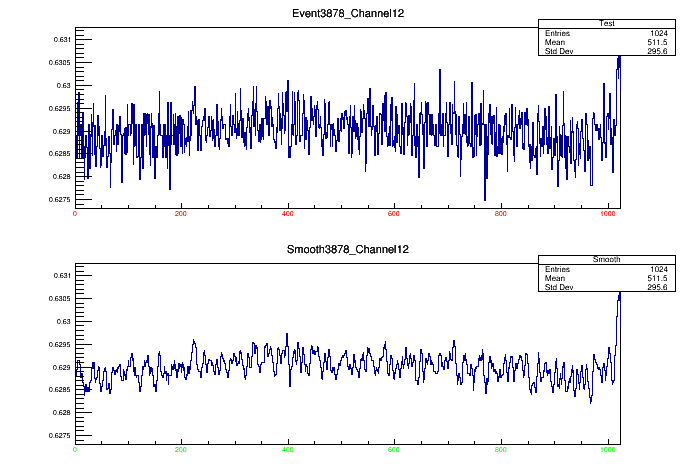 Event3878_Channel12
Test
Entries 1024
Mean 511.5
Std Dev 295.6
0.631
0.6305
0.63
0.6295
0.629
0.6285
0.628
0.6275
0 200 400 600 800 1000
Smooth3878_Channel12
Smooth
Entries 1024
Mean 511.5
Std Dev 295.6
0.631
0.6305
0.63
0.6295
0.629
0.6285
0.628
0.6275
0 200 400 600 800 1000